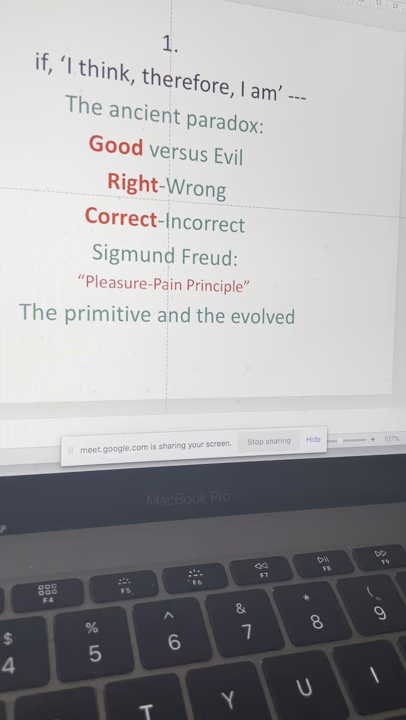 1.
if, ‘I think, therefore, I am’ ---
The ancient paradox:
Good versus Evil
Right-Wrong
Correct-Incorrect
Sigmund Freud:
“Pleasure-Pain Principle”
The primitive and the evolved
meet.google.com is sharing your screen. Stop sharing Hide
+ 107%
MacBook Pro
F4 F5 F6 F7 F8 F9
$ % ^ & * (
4 5 6 7 8 9
T Y U I